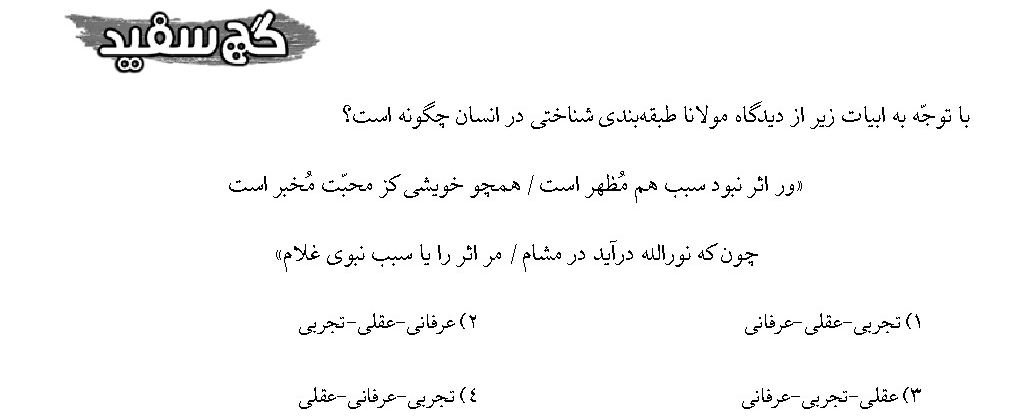 گچ سفید
با توجّه به ابیات زیر از دیدگاه مولانا طبقه‌بندی شناختی در انسان چگونه است؟
«ور اثر نبود سبب هم مُظهر است / همچو خویشی کز محبّت مُخبر است
چون که نورالله درآید در مشام / مر اثر را یا سبب نبوی غلام»
۱) تجربی-عقلی-عرفانی ۲) عرفانی-عقلی-تجربی
۳) عقلی-تجربی-عرفانی ٤) تجربی-عرفانی-عقلی